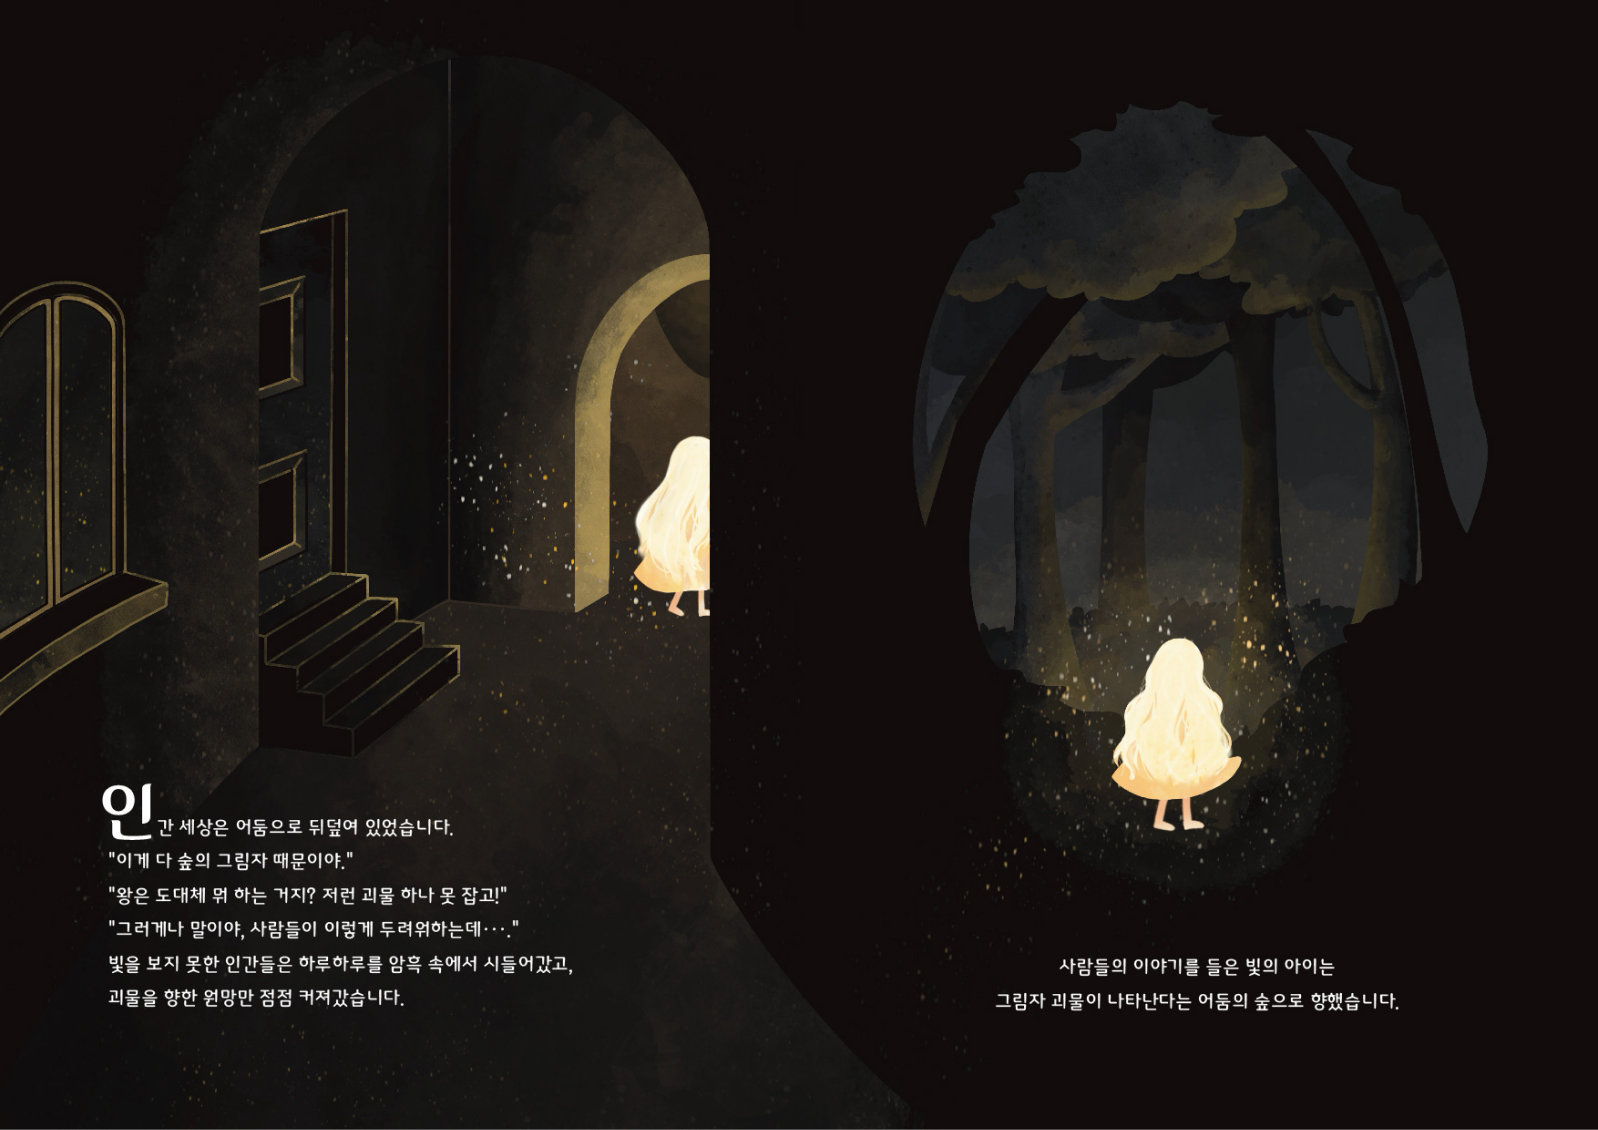 인간 세상은 어둠으로 뒤덮여 있었습니다.
"이게 다 숲의 그림자 때문이야."
"왕은 도대체 뭐 하는 거지? 저런 괴물 하나 못 잡고!"
"그러게나 말이야, 사람들이 이렇게 두려워하는데···."
빛을 보지 못한 인간들은 하루하루를 암흑 속에서 시들어갔고,
괴물을 향한 원망만 점점 커져갔습니다.
사람들의 이야기를 들은 빛의 아이는
그림자 괴물이 나타난다는 어둠의 숲으로 향했습니다.